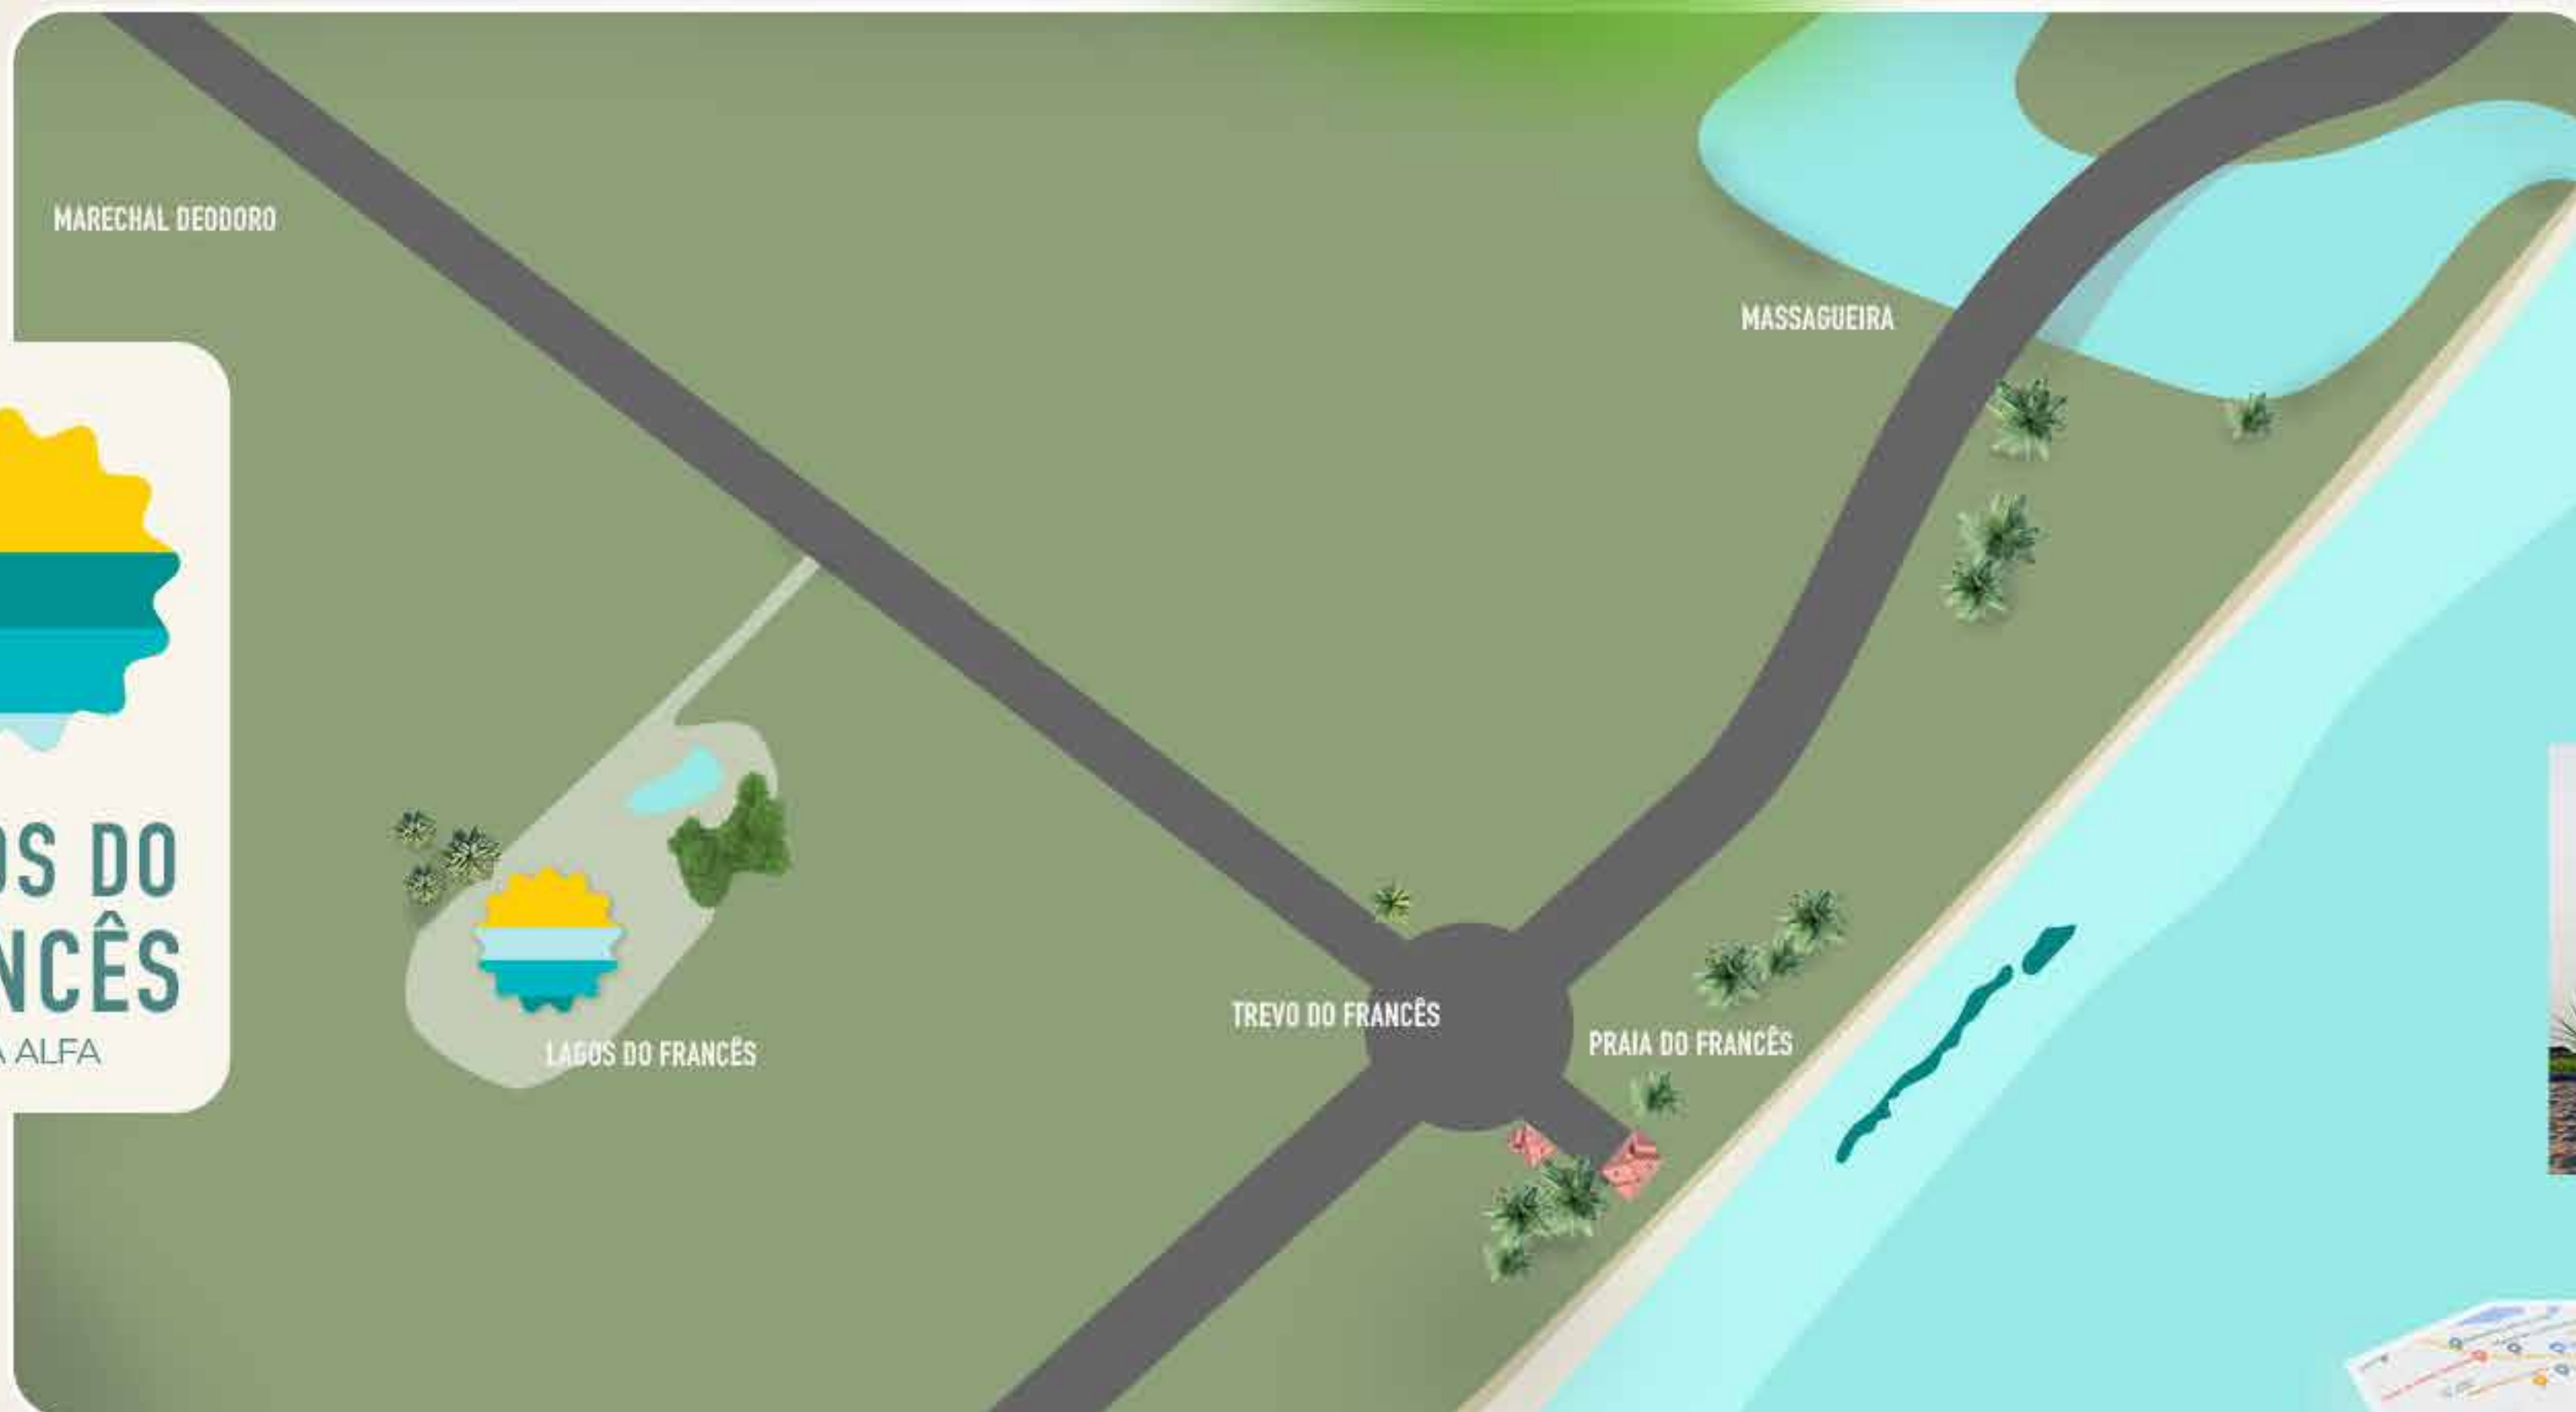 MARECHAL DEODORO
MASSAGUEIRA
OS DO
NCÊS
A ALFA
TREVO DO FRANCÊS
PRAIA DO FRANCÊS
LAGOS DO FRANCÊS